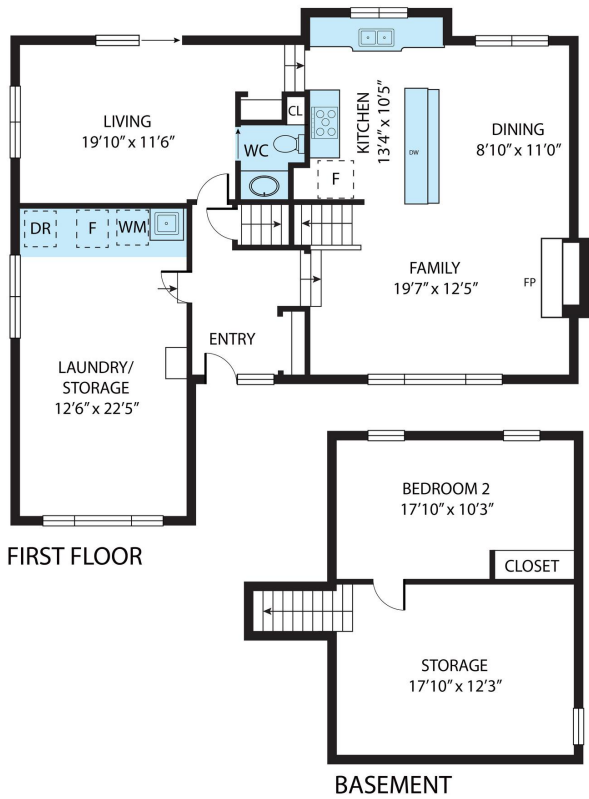 LIVING
19'10" x 11'6"
CL
WC
KITCHEN
13'4" x 10'5"
F
DW
DINING
8'10" x 11'0"
DR
F
WM
FAMILY
19'7" x 12'5"
FP
ENTRY
LAUNDRY/
STORAGE
12'6" x 22'5"
FIRST FLOOR
BEDROOM 2
17'10" x 10'3"
CLOSET
STORAGE
17'10" x 12'3"
BASEMENT